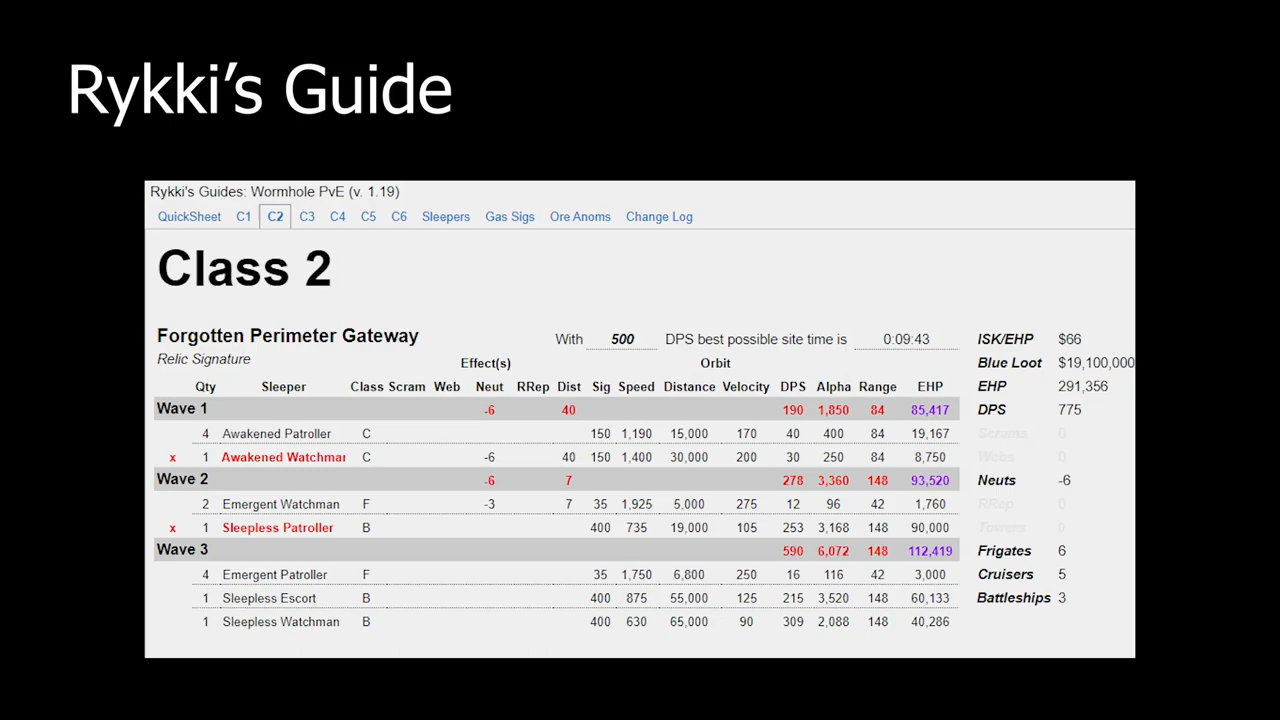 Rykki's Guide
Rykki's Guides: Wormhole PvE (v. 1.19)
QuickSheet C1 C2 C3 C4 C5 C6 Sleepers Gas Sigs Ore Anoms Change Log
Class 2
Forgotten Perimeter Gateway With 500 DPS best possible site time is 0:09:43 ISK/EHP $66
Relic Signature Effect(s) Orbit Blue Loot $19,100,000
Qty Sleeper Class Scram Web Neut RRep Dist Sig Speed Distance Velocity DPS Alpha Range EHP EHP 291,356
Wave 1 -6 40 190 1,850 84 85,417 DPS 775
4 Awakened Patroller C 150 1,190 15,000 170 40 400 84 19,167 Scrams 0
x 1 Awakened Watchman C -6 40 150 1,400 30,000 200 30 250 84 8,750 Webs 0
Wave 2 -6 7 278 3,360 148 93,520 Neuts -6
2 Emergent Watchman F -3 7 35 1,925 5,000 275 12 96 42 1,760 RRep 0
x 1 Sleepless Patroller B 400 735 19,000 105 253 3,168 148 90,000 Towers 0
Wave 3 590 6,072 148 112,419 Frigates 6
4 Emergent Patroller F 35 1,750 6,800 250 16 116 42 3,000 Cruisers 5
1 Sleepless Escort B 400 875 55,000 125 215 3,520 148 60,133 Battleships 3
1 Sleepless Watchman B 400 630 65,000 90 309 2,088 148 40,286